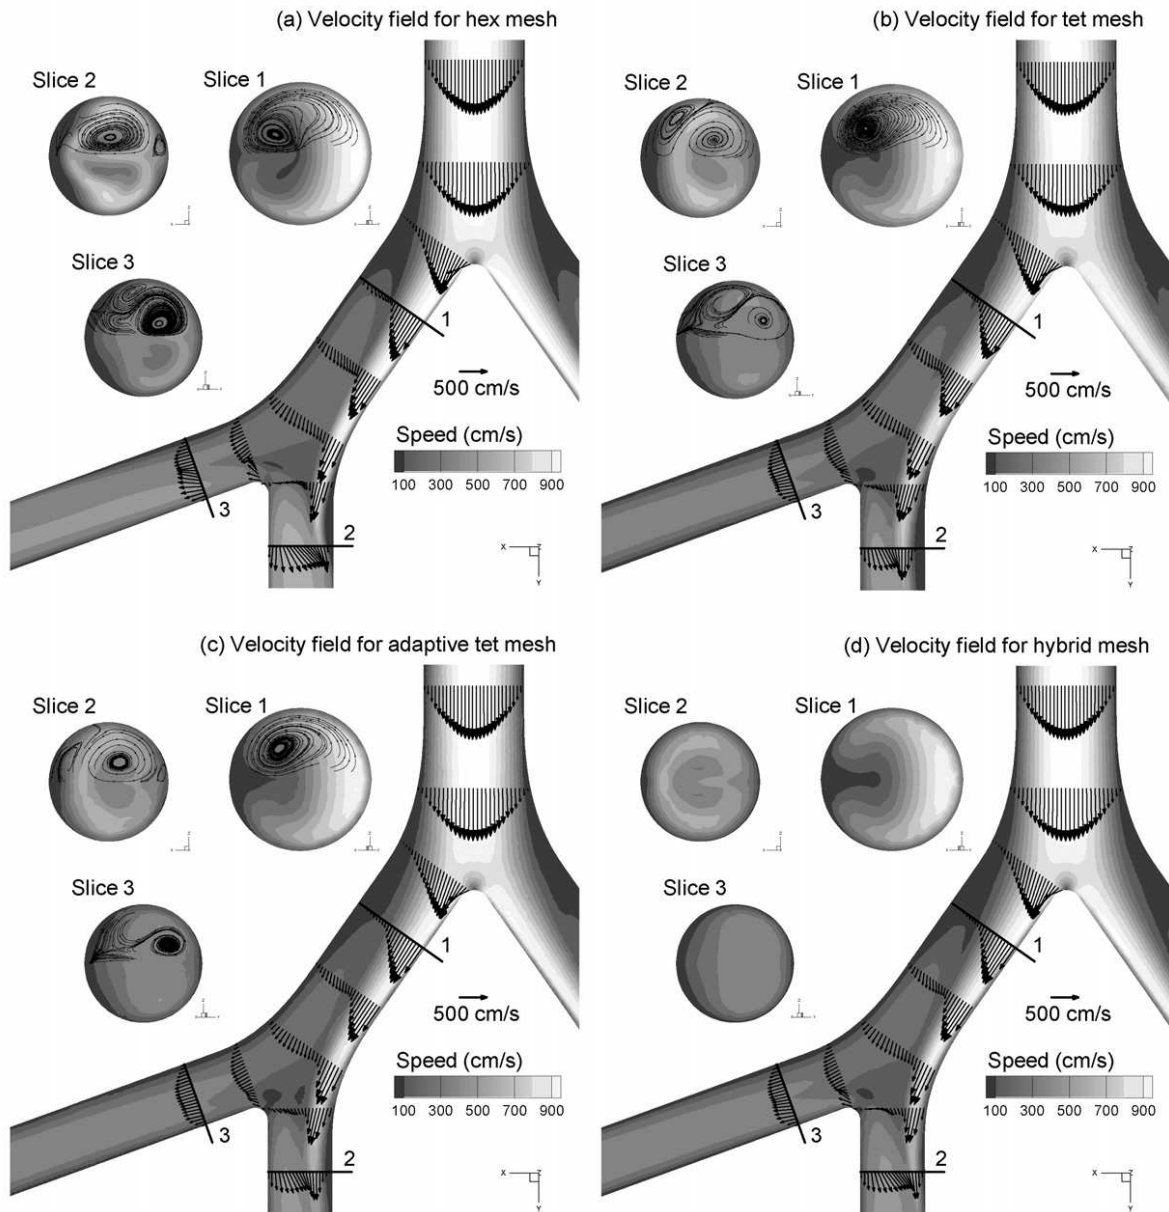 (a) Velocity field for hex mesh
Slice 2
Slice 1
Slice 3
1
500 cm/s
Speed (cm/s)
100 300 500 700 900
3
2
X
Z
Y
(b) Velocity field for tet mesh
Slice 2
Slice 1
Slice 3
1
500 cm/s
Speed (cm/s)
100 300 500 700 900
3
2
X
Z
Y
(c) Velocity field for adaptive tet mesh
Slice 2
Slice 1
Slice 3
1
500 cm/s
Speed (cm/s)
100 300 500 700 900
3
2
X
Z
Y
(d) Velocity field for hybrid mesh
Slice 2
Slice 1
Slice 3
1
500 cm/s
Speed (cm/s)
100 300 500 700 900
3
2
X
Z
Y